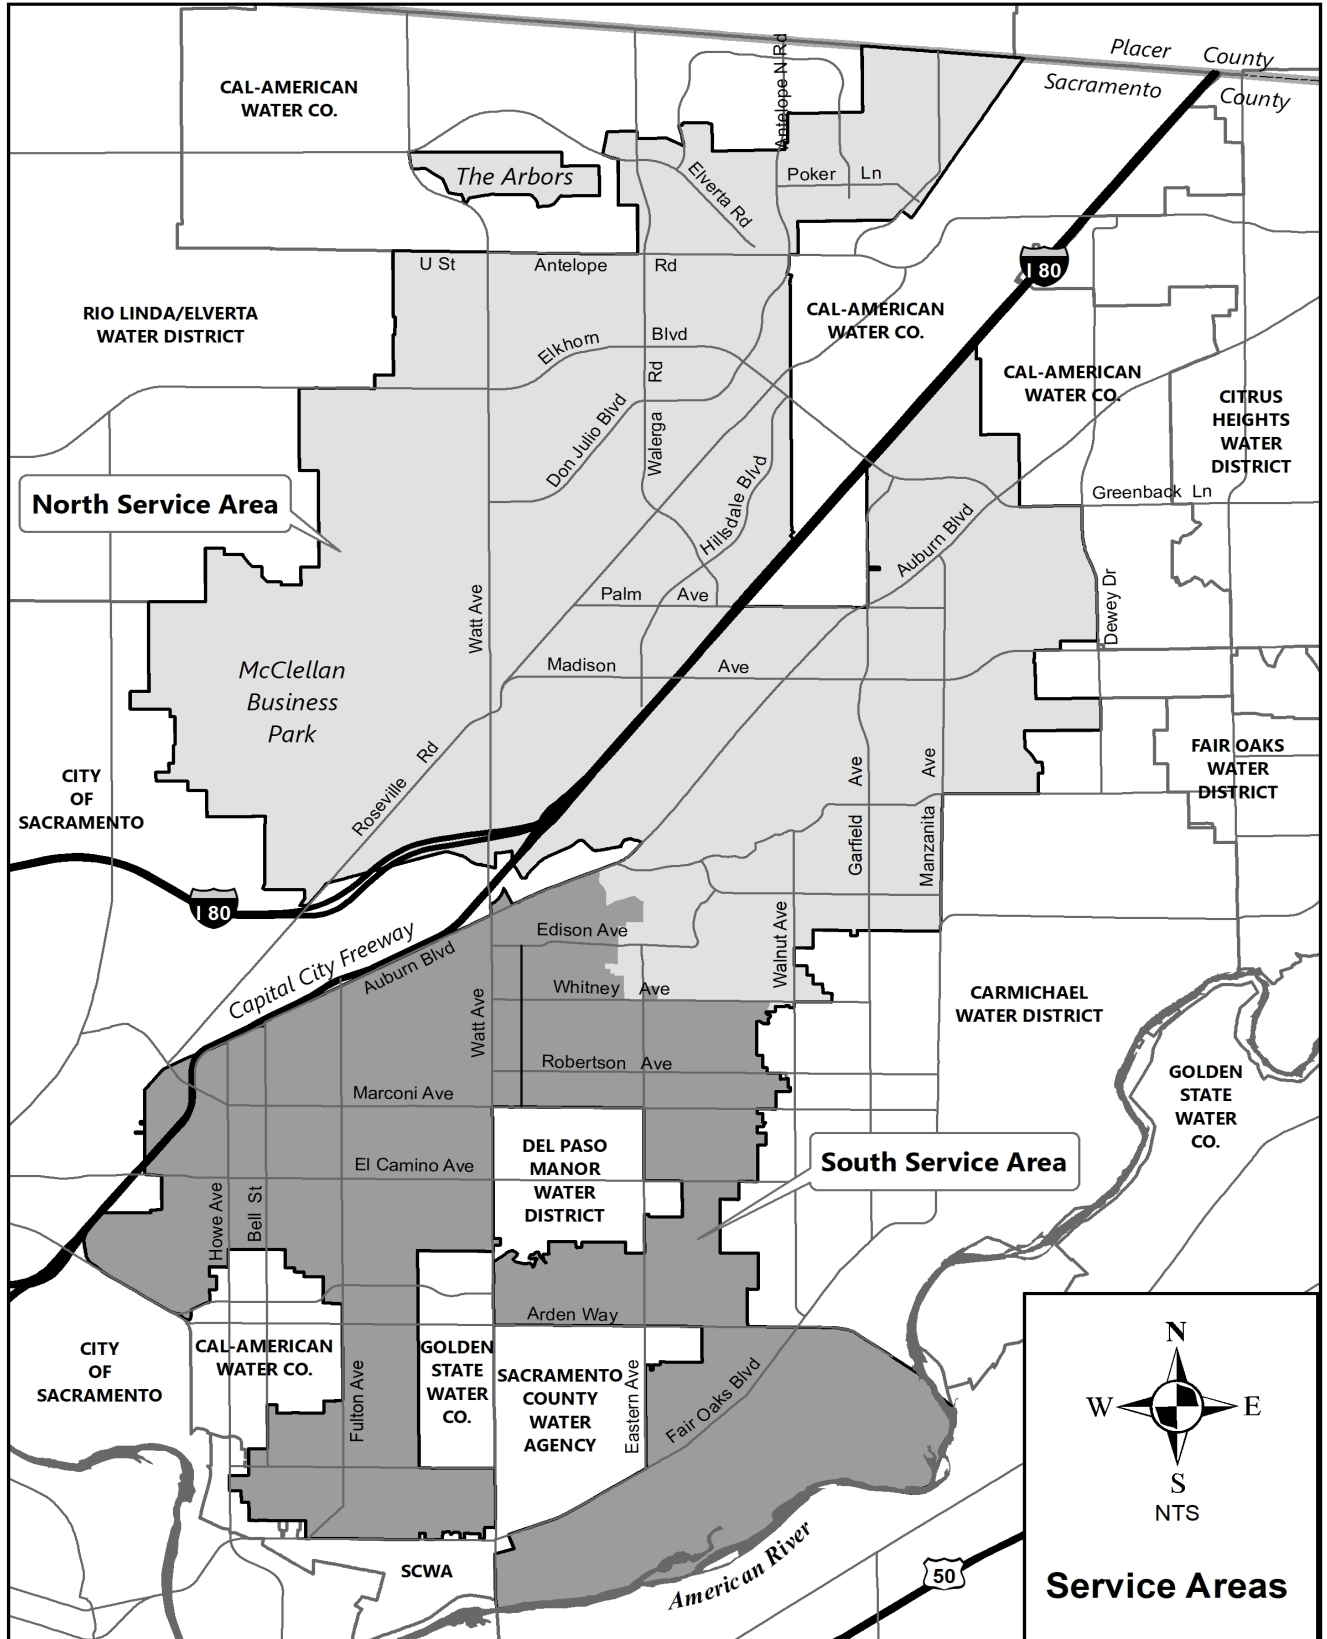 Placer County
Sacramento County
CAL-AMERICAN
WATER CO.
Antelope N Rd
The Arbors
Elverta Rd
Poker Ln
U St
Antelope Rd
I 80
RIO LINDA/ELVERTA
WATER DISTRICT
CAL-AMERICAN
WATER CO.
Elkhorn Blvd
CAL-AMERICAN
WATER CO.
CITRUS
HEIGHTS
WATER
DISTRICT
Don Julio Blvd
Walerga Rd
Hillsdale Blvd
North Service Area
Greenback Ln
Auburn Blvd
Dewey Dr
Watt Ave
Palm Ave
Madison Ave
McClellan
Business
Park
Roseville Rd
CITY
OF
SACRAMENTO
FAIR OAKS
WATER
DISTRICT
Garfield Ave
Manzanita Ave
I 80
Capital City Freeway
Auburn Blvd
Edison Ave
Walnut Ave
Whitney Ave
Watt Ave
CARMICHAEL
WATER DISTRICT
Robertson Ave
Marconi Ave
GOLDEN
STATE
WATER
CO.
DEL PASO
MANOR
WATER
DISTRICT
South Service Area
El Camino Ave
Howe Ave
Bell St
Arden Way
CITY
OF
SACRAMENTO
CAL-AMERICAN
WATER CO.
Fulton Ave
GOLDEN
STATE
WATER
CO.
SACRAMENTO
COUNTY
WATER
AGENCY
Eastern Ave
Fair Oaks Blvd
SCWA
American River
50
N
W E
S
NTS
Service Areas